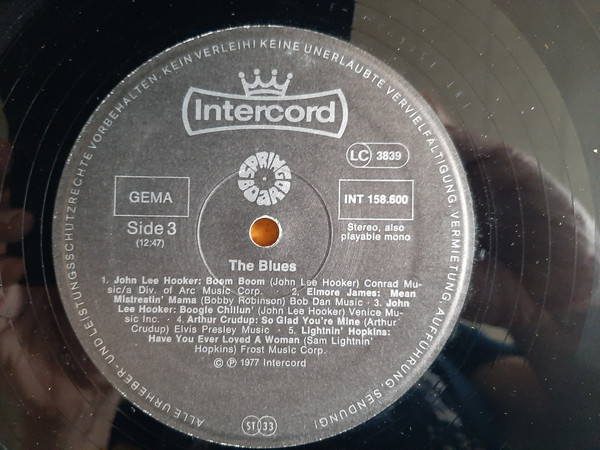 ALLE URHEBER- UND LEISTUNGSSCHUTZRECHTE VORBEHALTEN. KEIN VERLEIH! KEINE UNERLAUBTE VERVIELFÄLTIGUNG, VERMIETUNG, AUFFÜHRUNG, SENDUNG!
Intercord
LC 3839
SPRINGBOARD
GEMA
INT 158.600
Side 3
(12:47)
Stereo, also
playable mono
The Blues
1. John Lee Hooker: Boom Boom (John Lee Hooker) Conrad Mu-
sic/a Div. of Arc Music Corp. · 2. Elmore James: Mean
Mistreatin' Mama (Bobby Robinson) Bob Dan Music · 3. John
Lee Hooker: Boogie Chillun' (John Lee Hooker) Venice Mu-
sic Inc. · 4. Arthur Crudup: So Glad You're Mine (Arthur
Crudup) Elvis Presley Music · 5. Lightnin' Hopkins:
Have You Ever Loved A Woman (Sam Lightnin'
Hopkins) Frost Music Corp.
© ℗ 1977 Intercord
ST 33